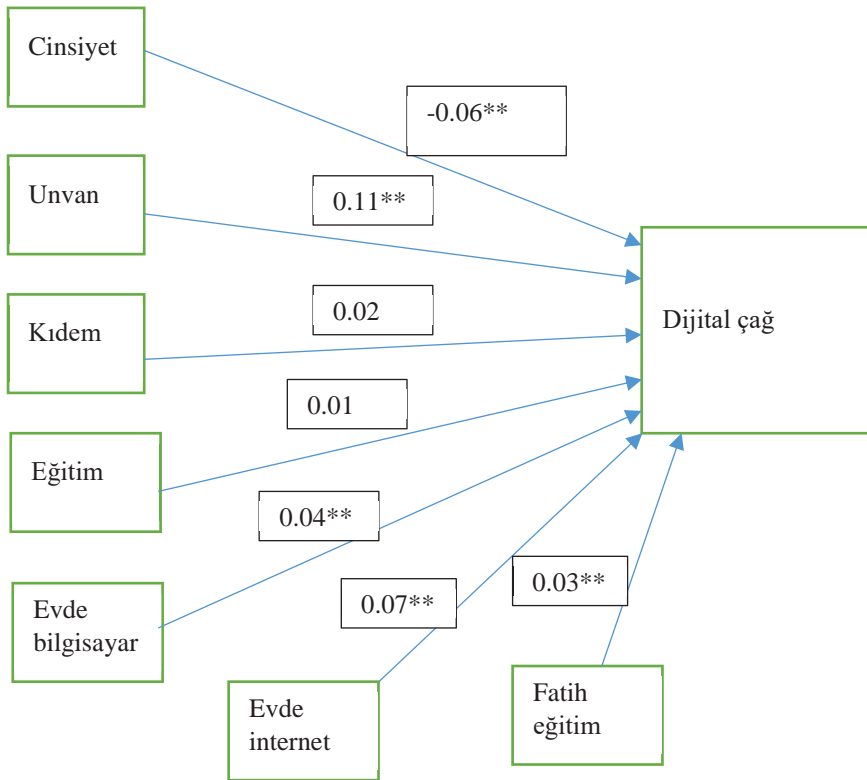 Cinsiyet
-0.06**
Unvan
0.11**
Kıdem
0.02
Dijital çağ
Eğitim
0.01
Evde
bilgisayar
0.04**
Evde
internet
0.07**
Fatih
eğitim
0.03**